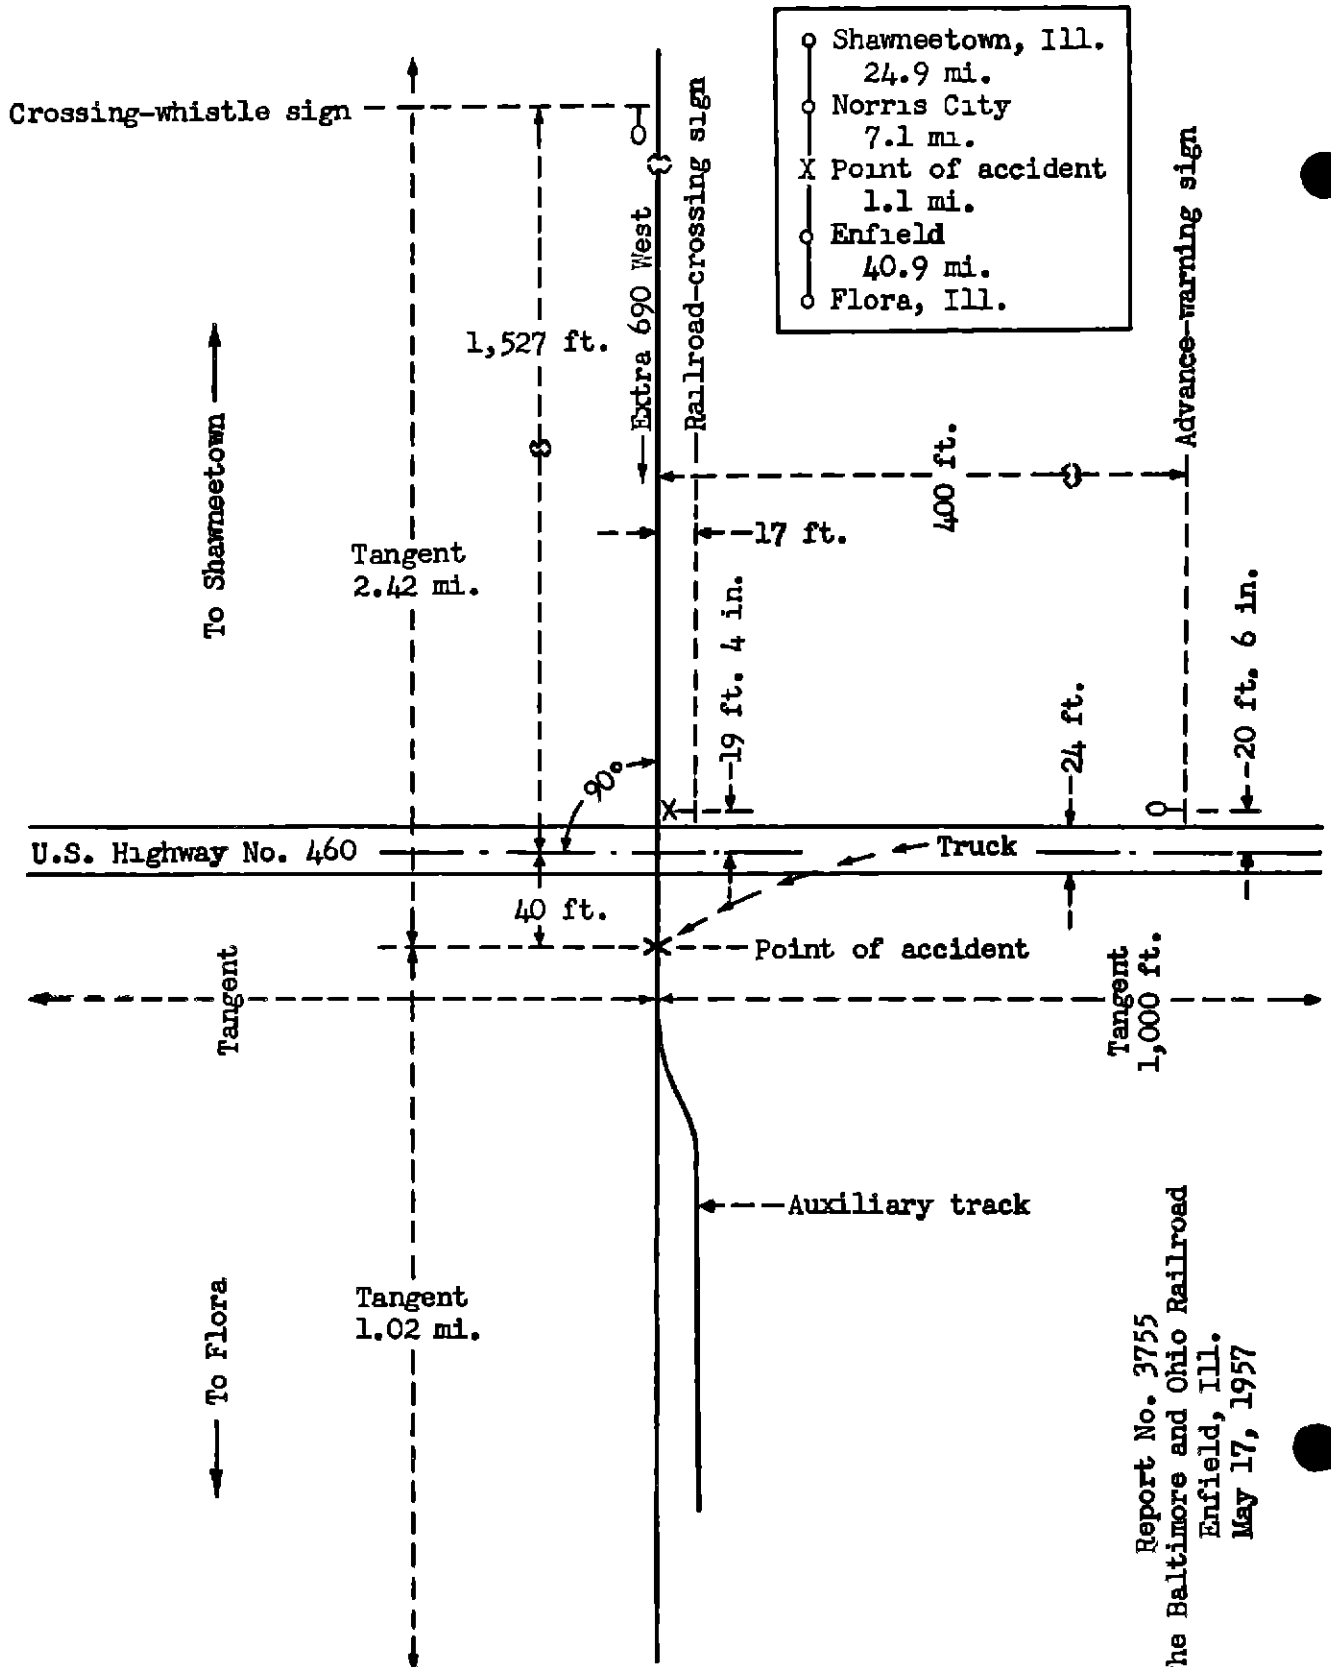 Shawneetown, Ill.
24.9 mi.
Norris City
7.1 mi.
X Point of accident
1.1 mi.
Enfield
40.9 mi.
Flora, Ill.
Crossing-whistle sign
Railroad-crossing sign
Advance-warning sign
Extra 690 West
1,527 ft.
To Shawneetown
400 ft.
17 ft.
Tangent
2.42 mi.
19 ft. 4 in.
20 ft. 6 in.
24 ft.
90°
X
U.S. Highway No. 460
Truck
40 ft.
X
Point of accident
Tangent
Tangent
1,000 ft.
Auxiliary track
Tangent
1.02 mi.
To Flora
Report No. 3755
he Baltimore and Ohio Railroad
Enfield, Ill.
May 17, 1957